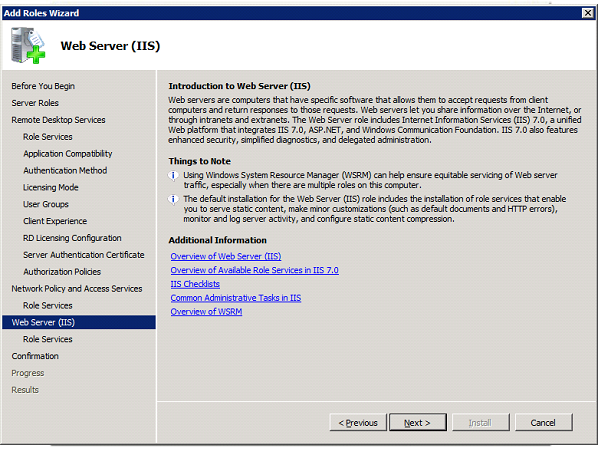 Add Roles Wizard
Web Server (IIS)
Before You Begin
Server Roles
Remote Desktop Services
Role Services
Application Compatibility
Authentication Method
Licensing Mode
User Groups
Client Experience
RD Licensing Configuration
Server Authentication Certificate
Authorization Policies
Network Policy and Access Services
Role Services
Web Server (IIS)
Role Services
Confirmation
Progress
Results
Introduction to Web Server (IIS)
Web servers are computers that have specific software that allows them to accept requests from client
computers and return responses to those requests. Web servers let you share information over the Internet, or
through intranets and extranets. The Web Server role includes Internet Information Services (IIS) 7.0, a unified
Web platform that integrates IIS 7.0, ASP.NET, and Windows Communication Foundation. IIS 7.0 also features
enhanced security, simplified diagnostics, and delegated administration.
Things to Note
Using Windows System Resource Manager (WSRM) can help ensure equitable servicing of Web server
traffic, especially when there are multiple roles on this computer.
The default installation for the Web Server (IIS) role includes the installation of role services that enable
you to serve static content, make minor customizations (such as default documents and HTTP errors),
monitor and log server activity, and configure static content compression.
Additional Information
Overview of Web Server (IIS)
Overview of Available Role Services in IIS 7.0
IIS Checklists
Common Administrative Tasks in IIS
Overview of WSRM
< Previous
Next >
Install
Cancel